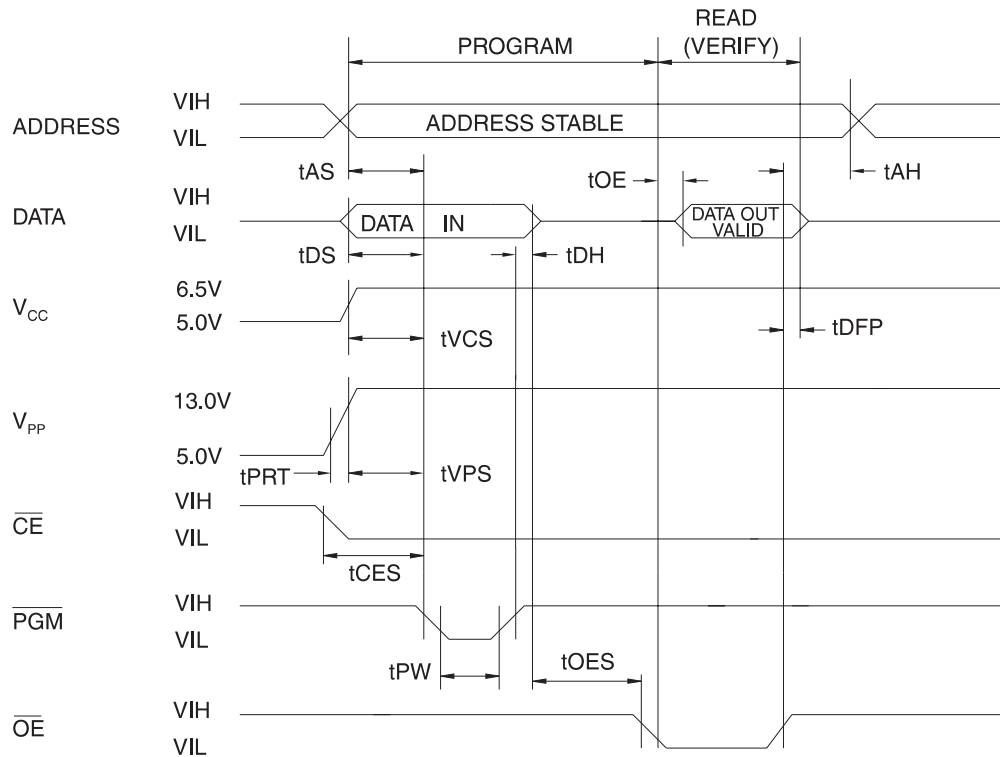 READ
PROGRAM (VERIFY)
ADDRESS VIH
VIL ADDRESS STABLE
tAS tOE tAH
DATA VIH
VIL DATA IN DATA OUT
VALID
tDS tDH
VCC 6.5V
5.0V
tVCS tDFP
VPP 13.0V
5.0V
tPRT tVPS
CE VIH
VIL
tCES
PGM VIH
VIL
tPW tOES
OE VIH
VIL